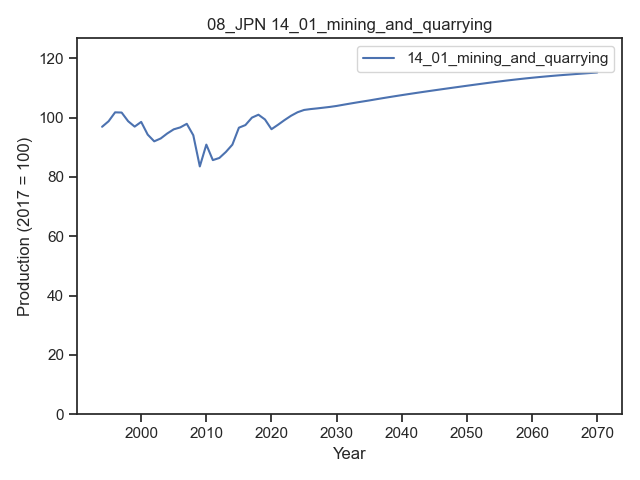 08_JPN 14_01_mining_and_quarrying
14_01_mining_and_quarrying
Production (2017 = 100)
120
100
80
60
40
20
0
2000 2010 2020 2030 2040 2050 2060 2070
Year